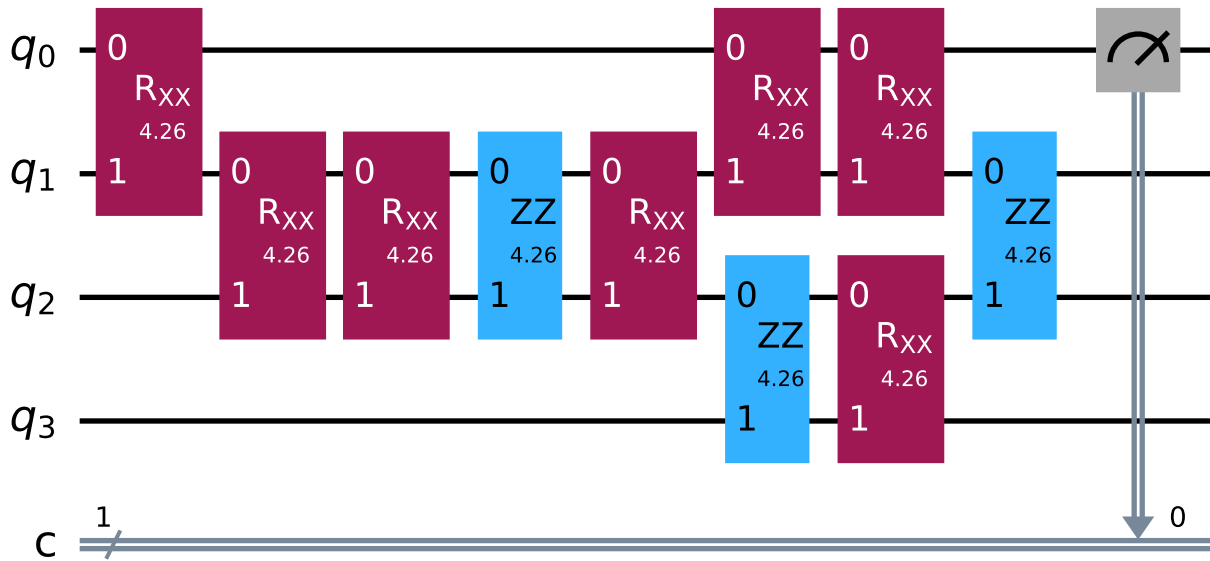 q0 0 0 0
RXX RXX RXX
4.26 4.26 4.26
q1 1 0 0 0 0 1 1 0
RXX RXX ZZ RXX ZZ
4.26 4.26 4.26 4.26 4.26
q2 1 1 1 1 0 0 1
ZZ RXX
4.26 4.26
q3 1 1
1 0
c